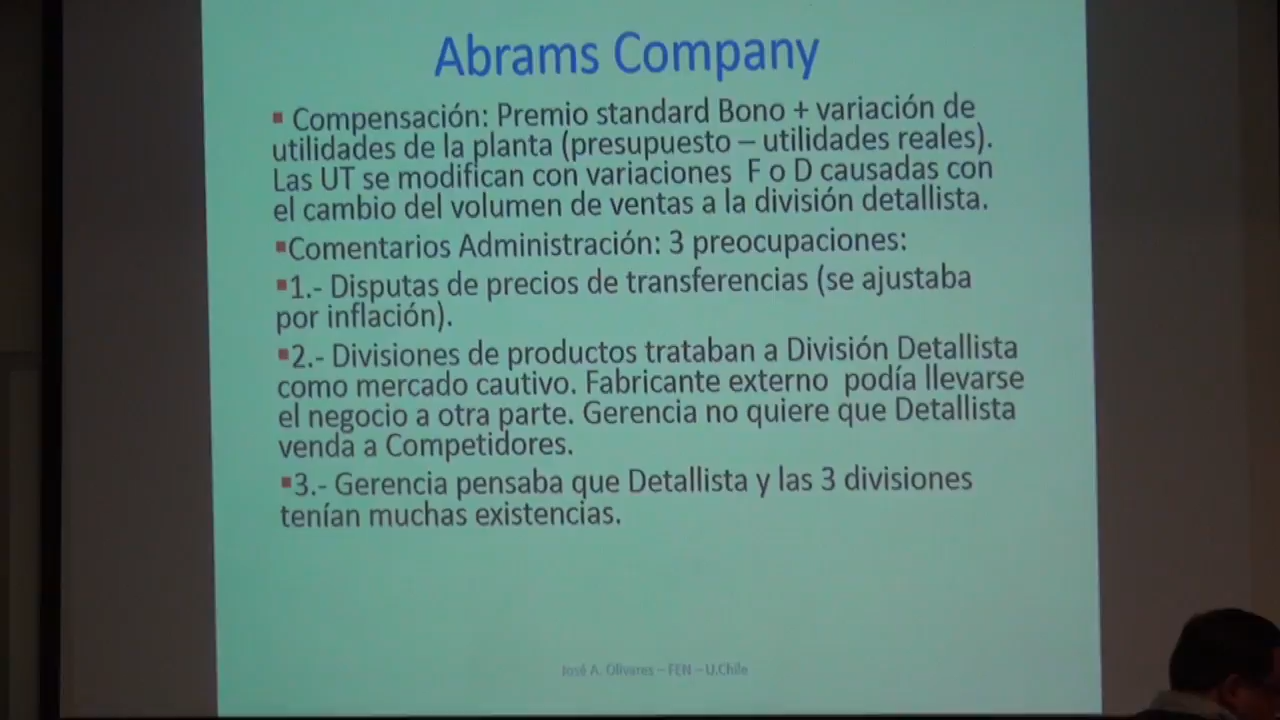 Abrams Company
▪ Compensación: Premio standard Bono + variación de
utilidades de la planta (presupuesto – utilidades reales).
Las UT se modifican con variaciones F o D causadas con
el cambio del volumen de ventas a la división detallista.
▪Comentarios Administración: 3 preocupaciones:
▪1.- Disputas de precios de transferencias (se ajustaba
por inflación).
▪2.- Divisiones de productos trataban a División Detallista
como mercado cautivo. Fabricante externo podía llevarse
el negocio a otra parte. Gerencia no quiere que Detallista
venda a Competidores.
▪3.- Gerencia pensaba que Detallista y las 3 divisiones
tenían muchas existencias.
José A. Olivares – FEN – U.Chile